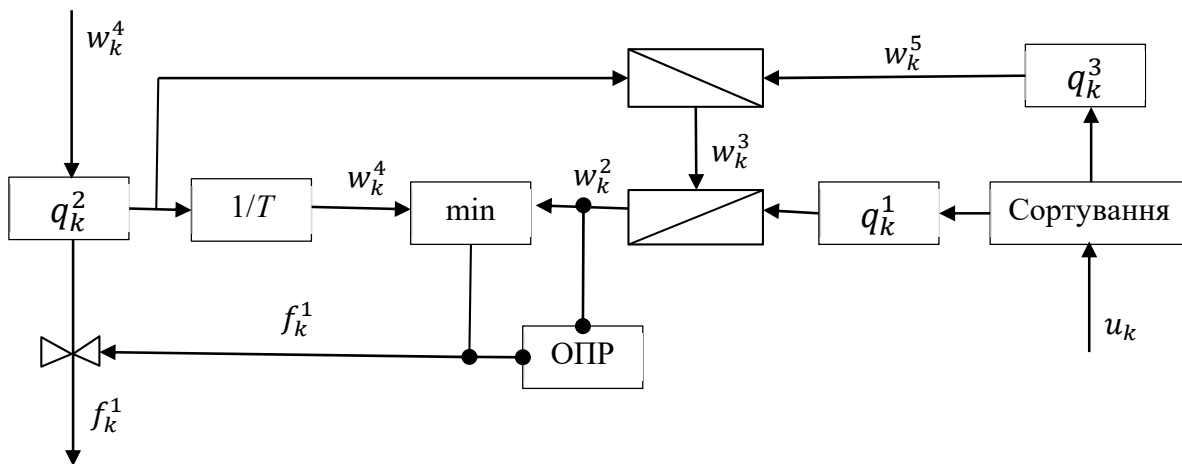 w_k^4
w_k^5
q_k^3
w_k^3
q_k^2
1/T
w_k^4
min
w_k^2
q_k^1
Сортування
f_k^1
ОПР
u_k
f_k^1